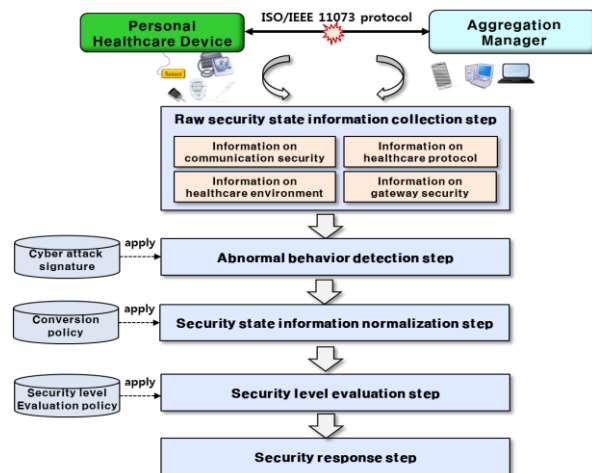 Personal
Healthcare Device
ISO/IEEE 11073 protocol
Aggregation
Manager
Sensor
Raw security state information collection step
Information on
communication security
Information on
healthcare protocol
Information on
healthcare environment
Information on
gateway security
Cyber attack
signature
apply
Abnormal behavior detection step
Conversion
policy
apply
Security state information normalization step
Security level
Evaluation policy
apply
Security level evaluation step
Security response step